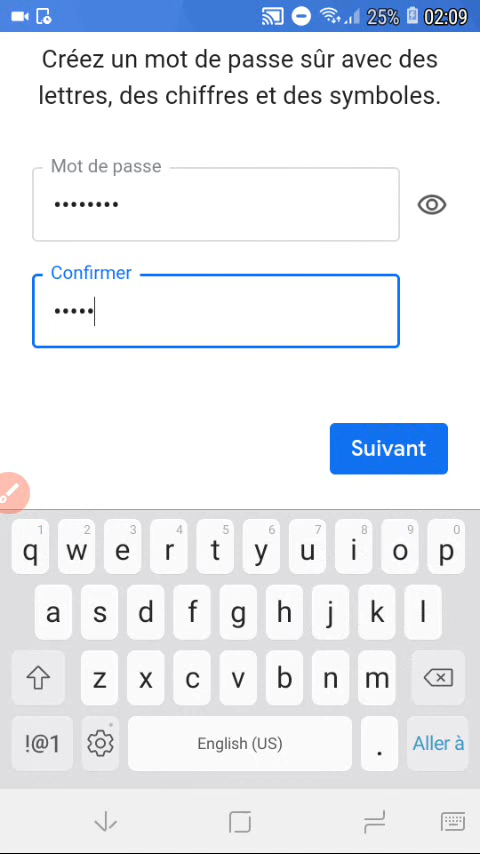 25% 02:09
Créez un mot de passe sûr avec des
lettres, des chiffres et des symboles.
Mot de passe
••••••••
Confirmer
•••••
Suivant
1 2 3 4 5 6 7 8 9 0
q w e r t y u i o p
a s d f g h j k l
z x c v b n m
!@1 English (US) . Aller à